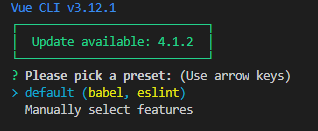 Vue CLI v3.12.1
Update available: 4.1.2
? Please pick a preset: (Use arrow keys)
> default (babel, eslint)
Manually select features